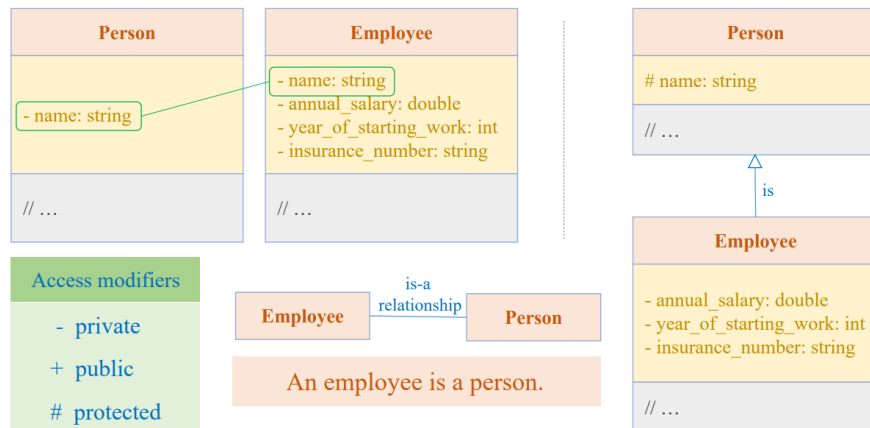 Person
- name: string
// …
Employee
- name: string
- annual_salary: double
- year_of_starting_work: int
- insurance_number: string
// …
Person
# name: string
// …
is
Employee
- annual_salary: double
- year_of_starting_work: int
- insurance_number: string
// …
Access modifiers
- private
+ public
# protected
Employee
is-a
relationship
Person
An employee is a person.